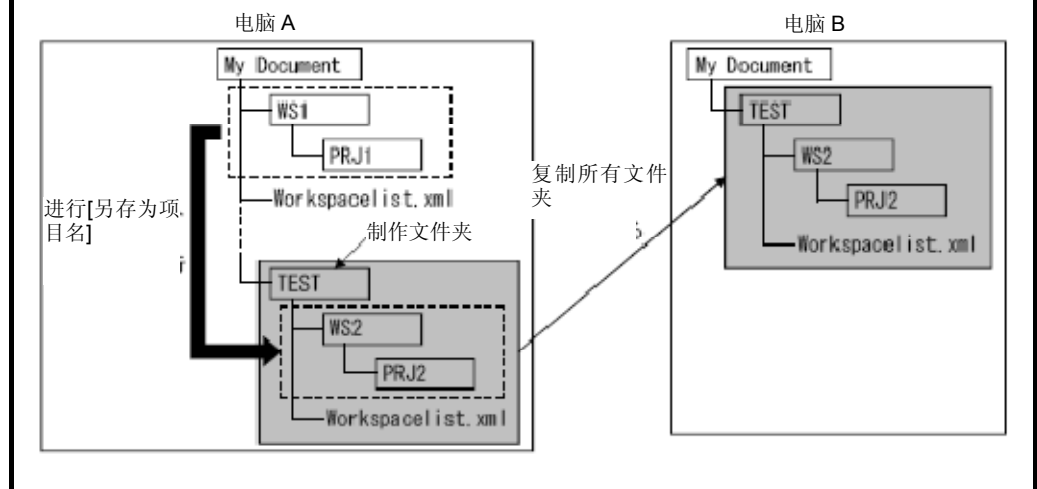 电脑 A
My Document
WS1
PRJ1
Workspacelist.xml
进行[另存为项
目名]
制作文件夹
TEST
WS2
PRJ2
Workspacelist.xml
复制所有文件
夹
电脑 B
My Document
TEST
WS2
PRJ2
Workspacelist.xml